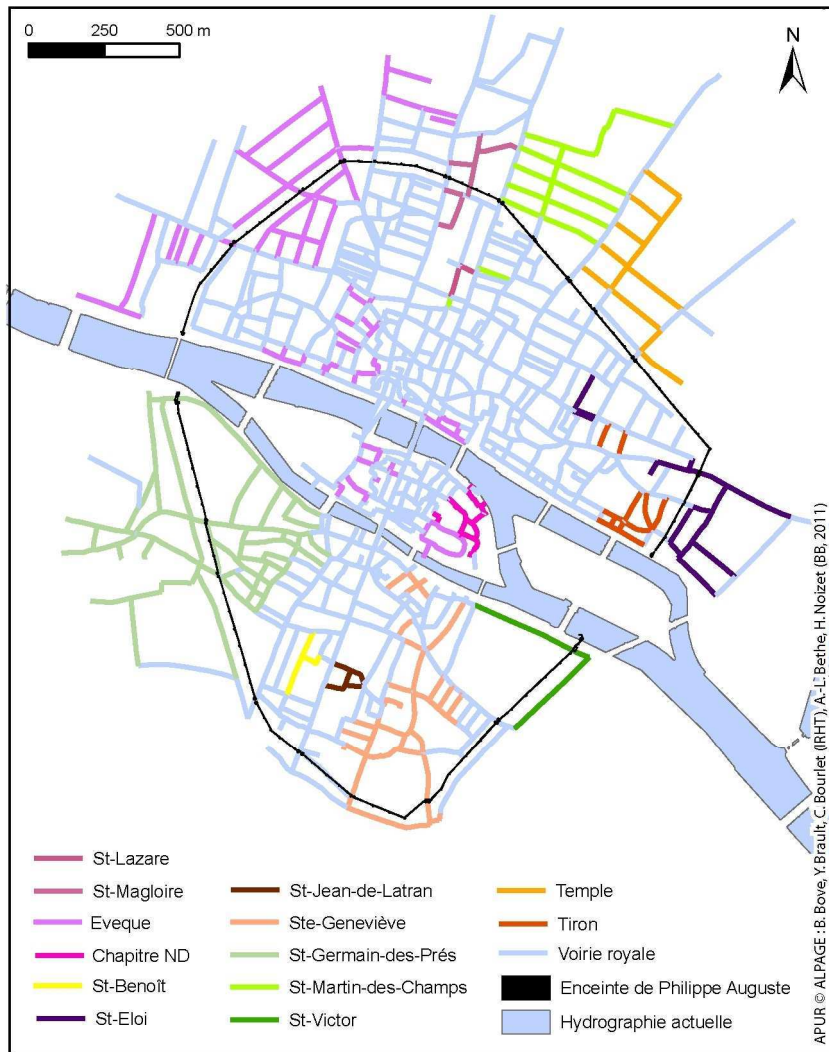 0 250 500 m
N
St-Lazare
St-Magloire
Eveque
Chapitre ND
St-Benoît
St-Eloi
St-Jean-de-Latran
Ste-Geneviève
St-Germain-des-Prés
St-Martin-des-Champs
St-Victor
Temple
Tiron
Voirie royale
Enceinte de Philippe Auguste
Hydrographie actuelle
APUR © ALPAGE : B. Bove, Y. Brault, C. Bourlet (IRHT), A.-L. Bethe, H. Noizet (BB, 2011)